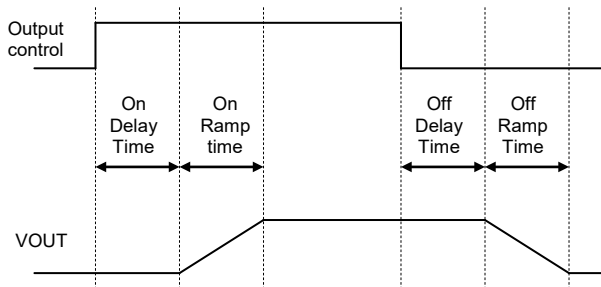 Output
control
On
Delay
Time
On
Ramp
time
Off
Delay
Time
Off
Ramp
Time
VOUT